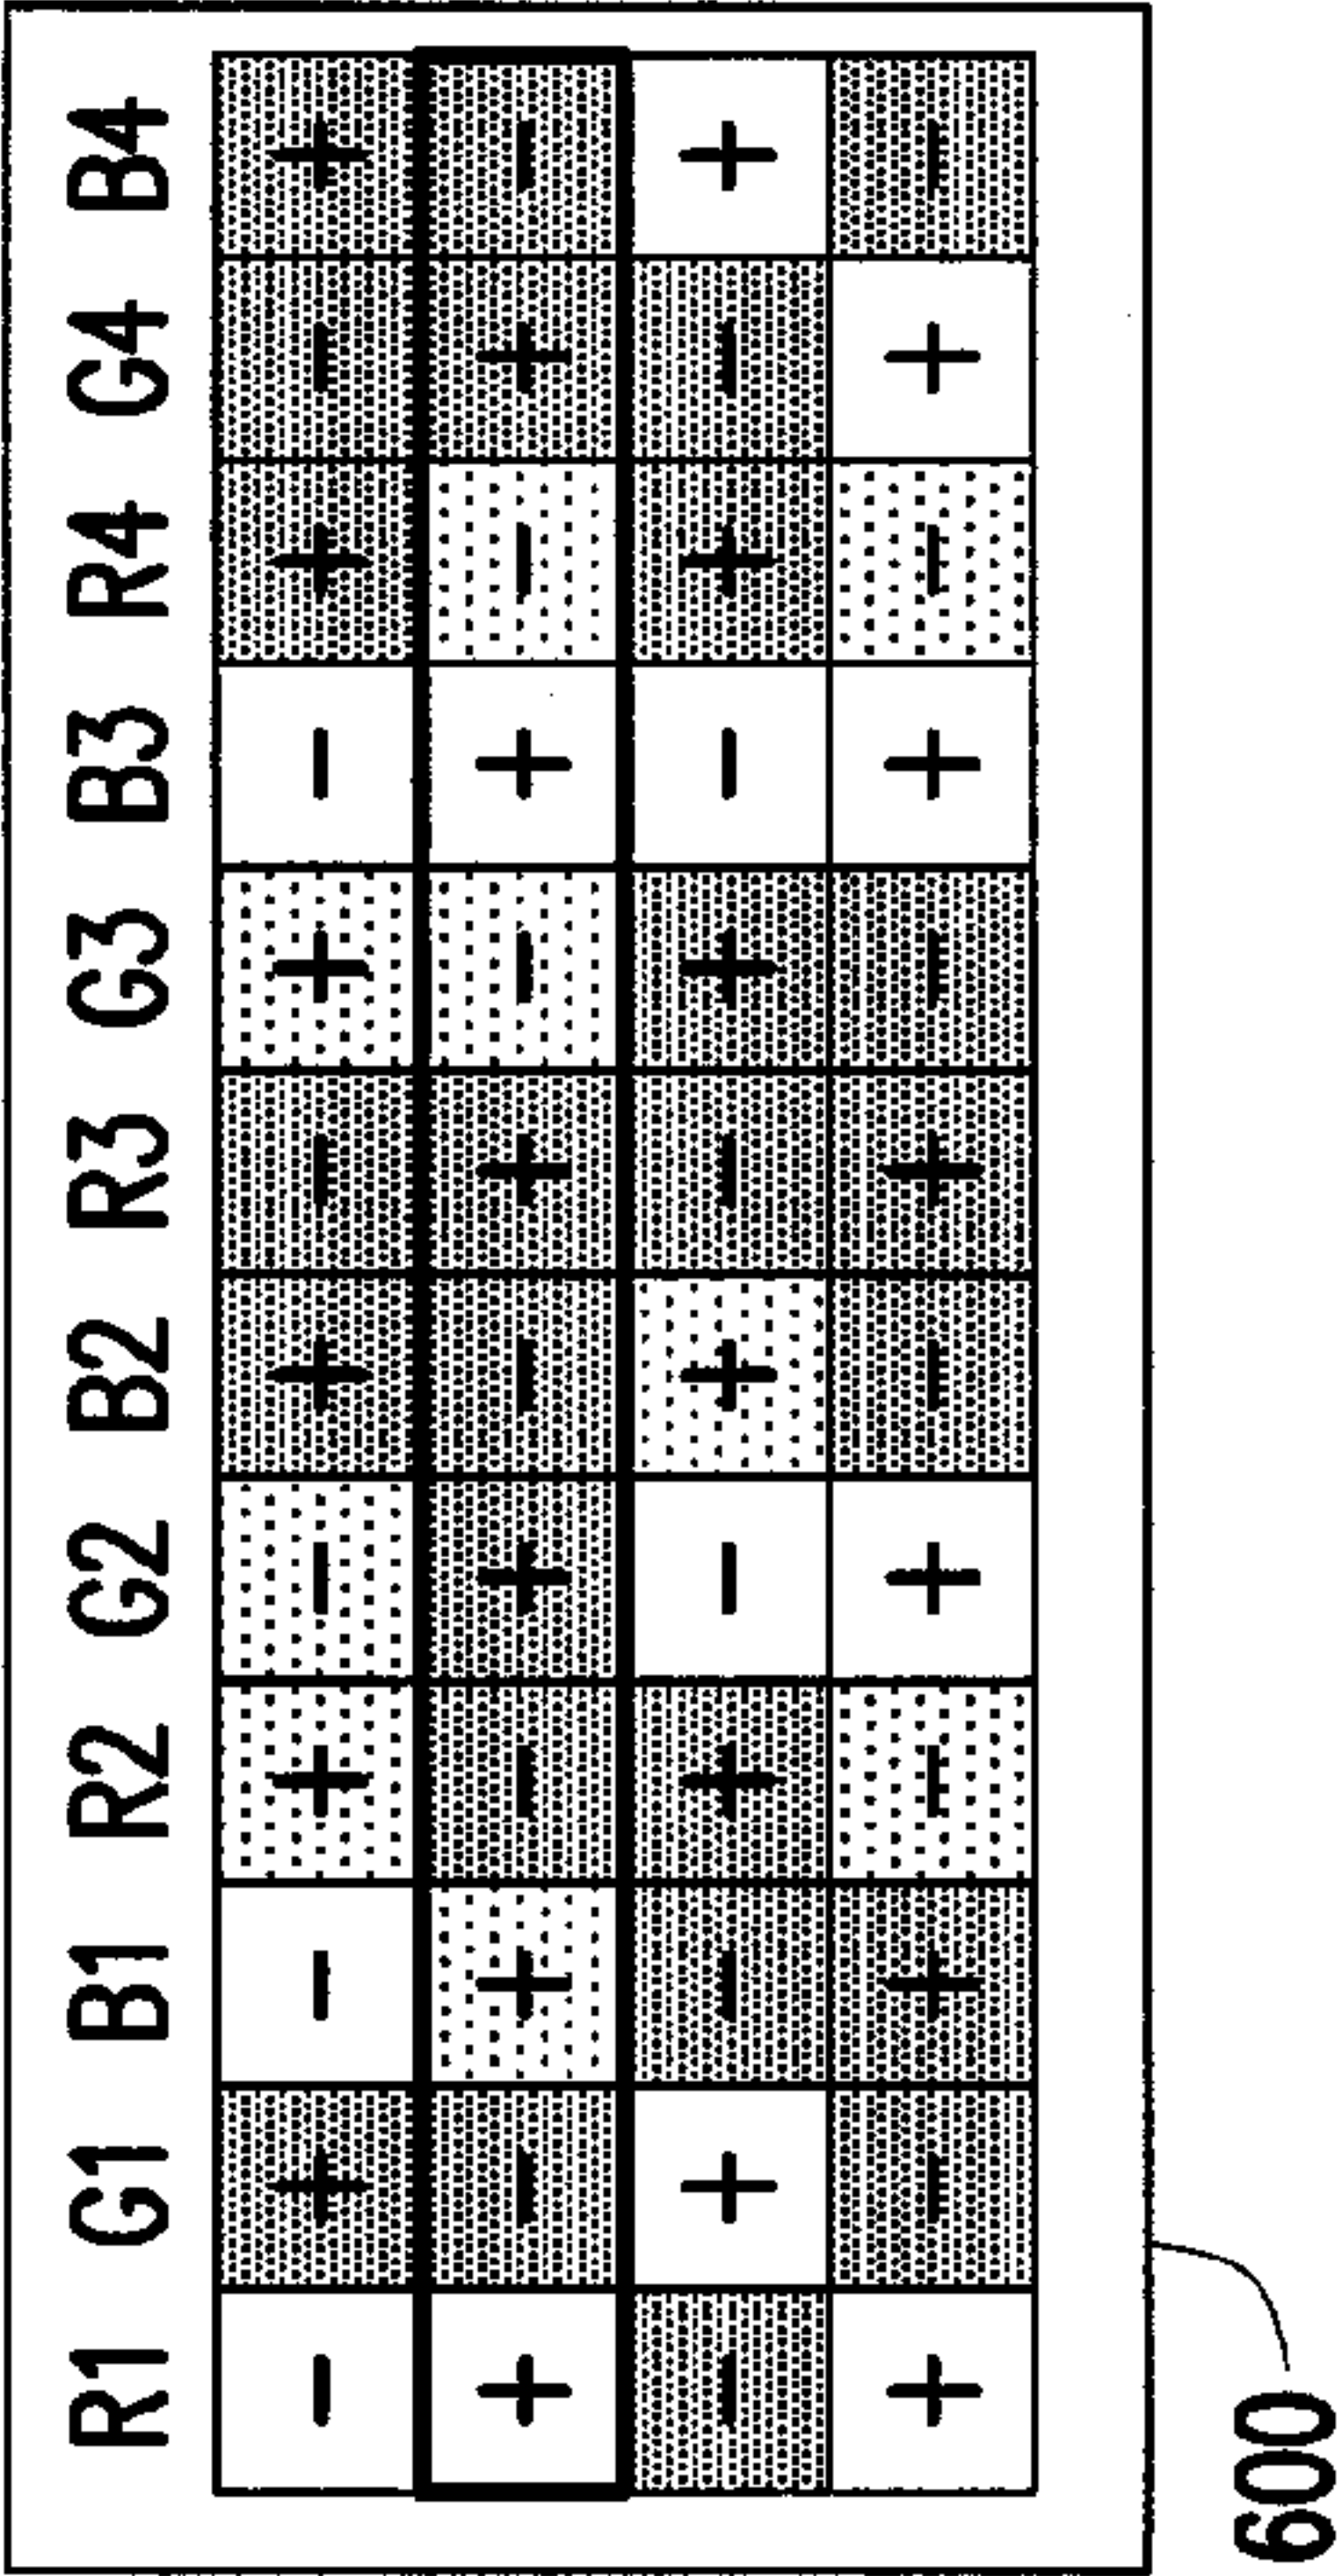 R1 G1 B1 R2 G2 B2 R3 G3 B3 R4 G4 B4
− + − + − + − + − + − +
+ − + − + − + − + − + −
− + − + − + − + − + − +
+ − + − + − + − + − + −
600